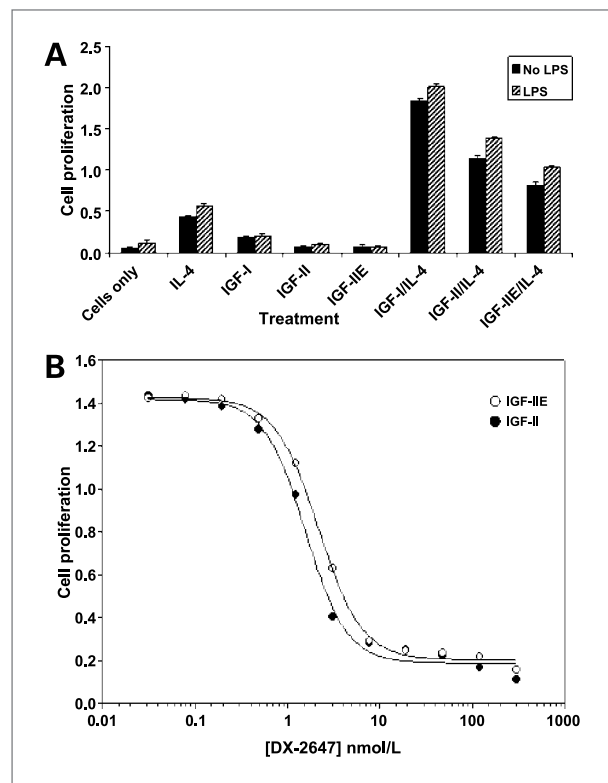 A
No LPS
LPS
Cell proliferation
2.5
2.0
1.5
1.0
0.5
0.0
Cells only
IL-4
IGF-I
IGF-II
IGF-IIE
IGF-I/IL-4
IGF-II/IL-4
IGF-IIE/IL-4
Treatment
B
IGF-IIE
IGF-II
Cell proliferation
1.6
1.4
1.2
1.0
0.8
0.6
0.4
0.2
0.0
0.01 0.1 1 10 100 1000
[DX-2647] nmol/L